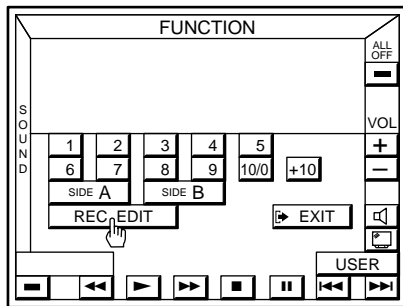 FUNCTION
ALL
OFF
SOUND
VOL
1 2 3 4 5 +
6 7 8 9 10/0 +10 −
SIDE A SIDE B
REC EDIT EXIT
USER